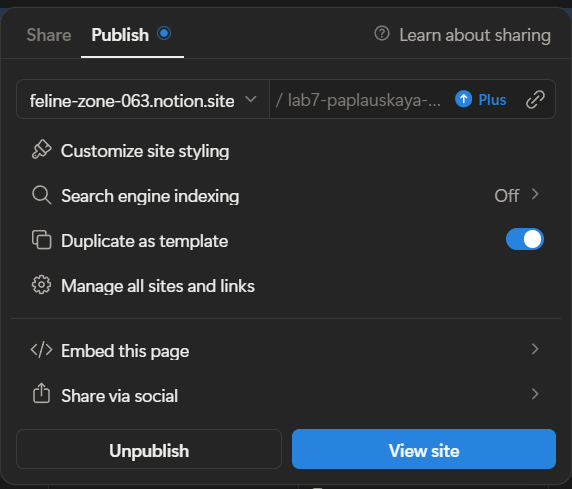 Share Publish Learn about sharing
feline-zone-063.notion.site / lab7-paplauskaya-... Plus
Customize site styling
Search engine indexing Off
Duplicate as template
Manage all sites and links
</> Embed this page
Share via social
Unpublish View site